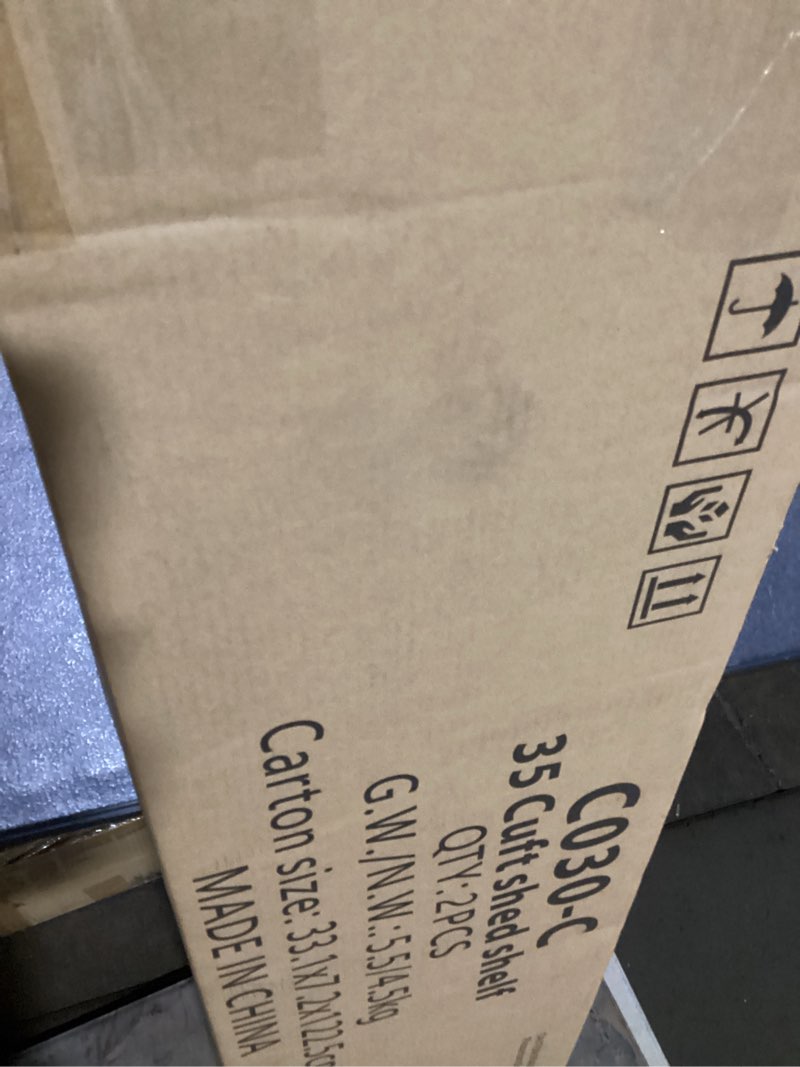 C030-C
35 Cuft shed shelf
QTY: 2PCS
G.W./N.W.: 5.5/4.5kg
Carton size: 33.1x7.2x122.5c
MADE IN CHINA